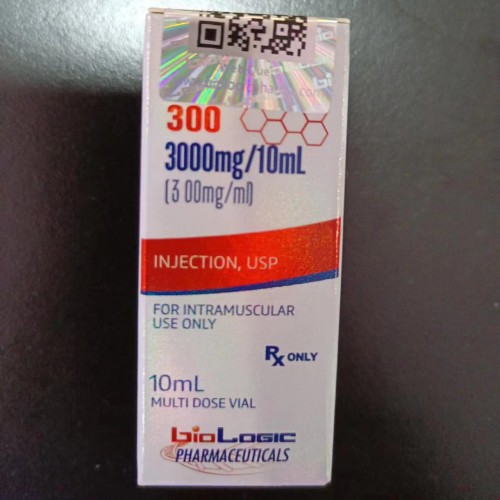 bioLogic
300
3000mg/10mL
(3 00mg/ml)
INJECTION, USP
FOR INTRAMUSCULAR
USE ONLY
Rx ONLY
10mL
MULTI DOSE VIAL
bioLogic
PHARMACEUTICALS